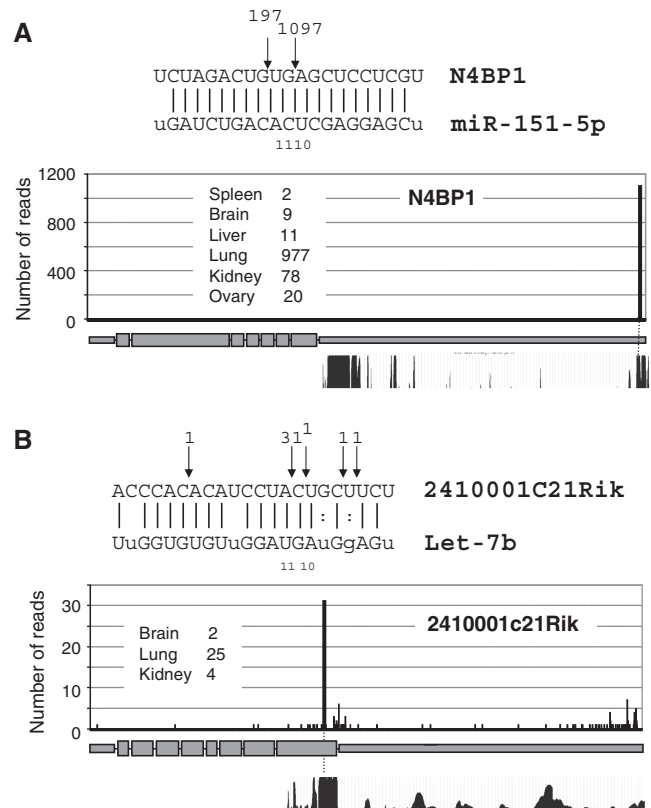 A
197
1097
UCUAGACUGUGAGCUCCUCGU N4BP1
uGAUCUGACACUCGAGGAGCu miR-151-5p
1110
Number of reads
1200
800
400
0
N4BP1
Spleen 2
Brain 9
Liver 11
Lung 977
Kidney 78
Ovary 20
B
1 31 1 1 1
ACCCACACAUCCUACUGCUUCU 2410001C21Rik
UuGGUGUGUuGGAUGAuGgAGu Let-7b
11 10
Number of reads
30
20
10
0
2410001c21Rik
Brain 2
Lung 25
Kidney 4